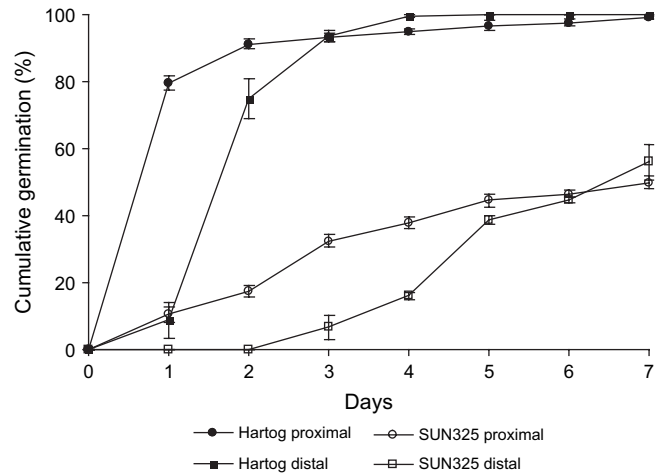 Cumulative germination (%)
100
80
60
40
20
0
0 1 2 3 4 5 6 7
Days
Hartog proximal SUN325 proximal
Hartog distal SUN325 distal